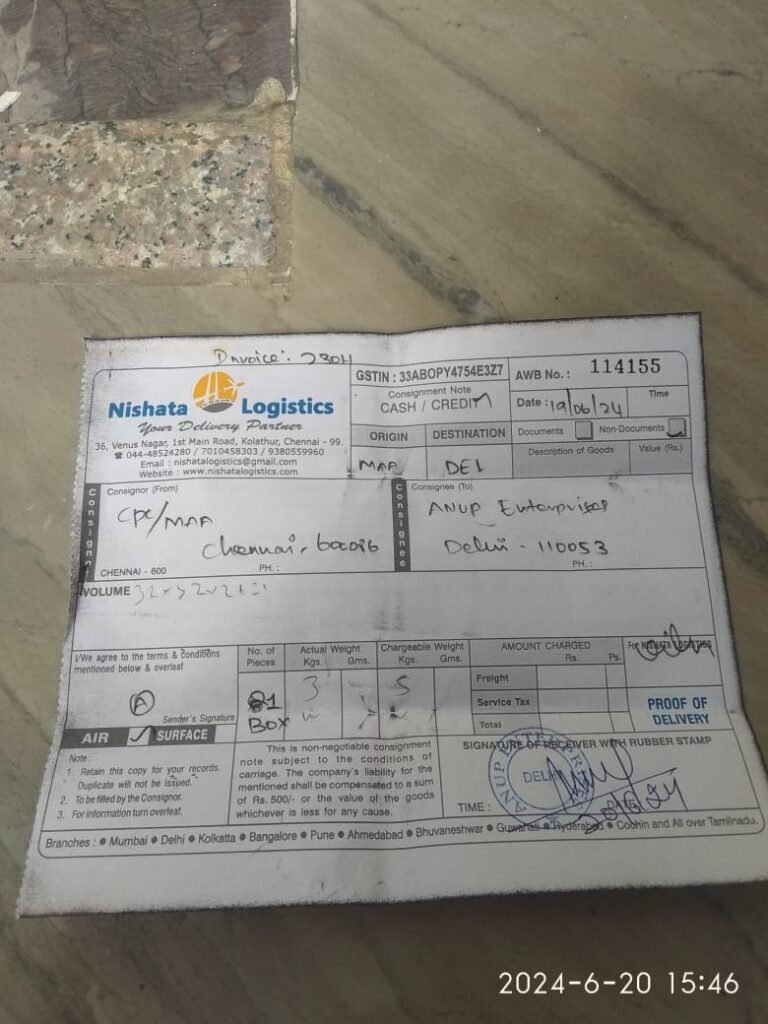 Invoice: 2304
Nishata Logistics
Your Delivery Partner
36, Venus Nagar, 1st Main Road, Kolathur, Chennai - 99.
☎ 044-48524280 / 7010458303 / 9380559960
Email : nishatalogistics@gmail.com
Website : www.nishatalogistics.com
GSTIN : 33ABOPY4754E3Z7
Consignment Note
CASH / CREDIT
ORIGIN DESTINATION
MAA DEL
AWB No.: 114155
Date : 19/06/24 Time
Documents Non-Documents
Description of Goods Value (Rs.)
Consignor
Consignor (From)
CPC/MAA
Chennai - 600026
CHENNAI - 600 PH.:
Consignee
Consignee (To)
ANUP Enterprises
Delhi - 110053
PH.:
VOLUME
I/We agree to the terms & conditions
mentioned below & overleaf
A
Sender's Signature
AIR ✓ SURFACE
No. of
Pieces
1
BOX
Actual Weight
Kgs. Gms.
3
Chargeable Weight
Kgs. Gms.
5
AMOUNT CHARGED
Rs. Ps.
Freight
Service Tax
Total
For NISHATA LOGISTICS
PROOF OF
DELIVERY
Note :
1. Retain this copy for your records.
Duplicate will not be issued.
2. To be filled by the Consignor.
3. For information turn overleaf.
This is non-negotiable consignment
note subject to the conditions of
carriage. The company's liability for the
mentioned shall be compensated to a sum
of Rs. 500/- or the value of the goods
whichever is less for any cause.
SIGNATURE OF RECEIVER WITH RUBBER STAMP
ANUP ENTERPRISES
DELHI
TIME : DATE
20/6/24
Branches : ● Mumbai ● Delhi ● Kolkatta ● Bangalore ● Pune ● Ahmedabad ● Bhuvaneshwar ● Guwahati ● Hyderabad ● Cochin and All over Tamilnadu.
2024-6-20 15:46